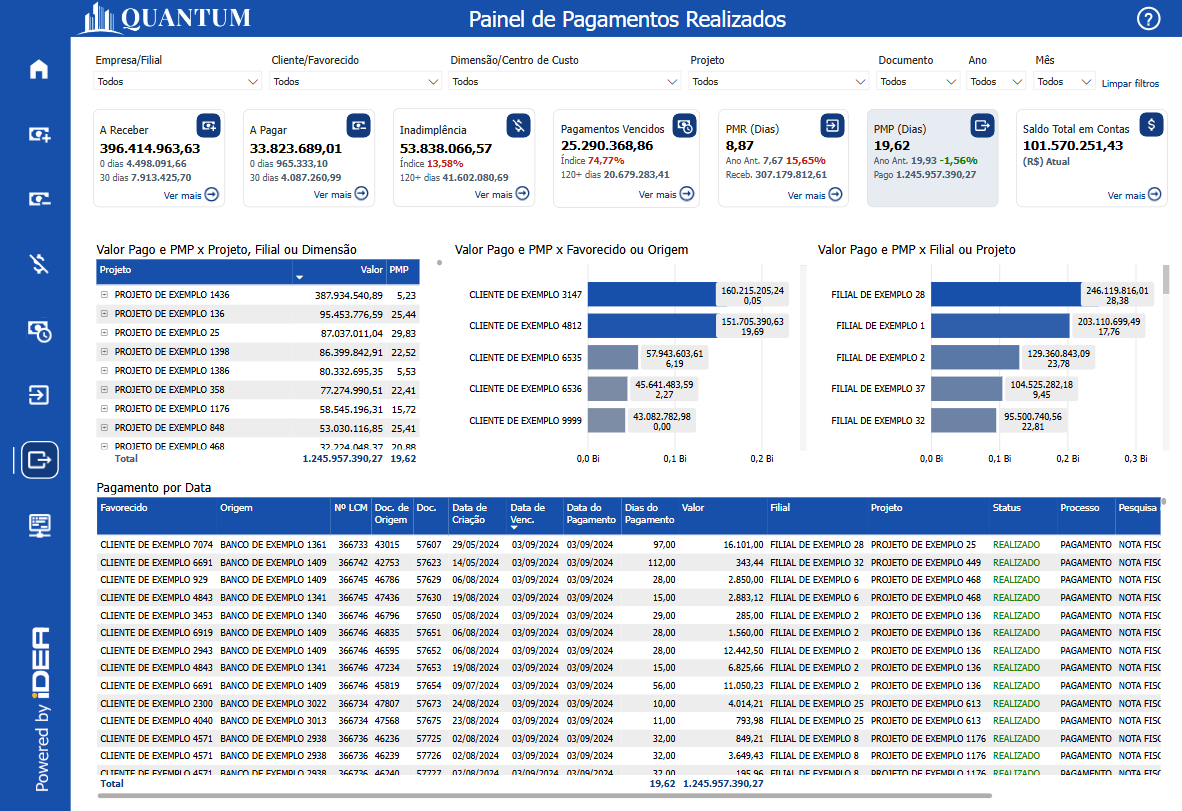 QUANTUM
Painel de Pagamentos Realizados
?
Empresa/Filial Cliente/Favorecido Dimensão/Centro de Custo Projeto Documento Ano Mês
Todos Todos Todos Todos Todos Todos Todos Limpar filtros
A Receber
396.414.963,63
0 dias 4.498.091,66
30 dias 7.913.425,70
Ver mais
A Pagar
33.823.689,01
0 dias 965.333,10
30 dias 4.087.260,99
Ver mais
Inadimplência
53.838.066,57
Índice 13,58%
120+ dias 41.602.080,69
Ver mais
Pagamentos Vencidos
25.290.368,86
Índice 74,77%
120+ dias 20.679.283,41
Ver mais
PMR (Dias)
8,87
Ano Ant. 7,67 15,65%
Receb. 307.179.812,61
Ver mais
PMP (Dias)
19,62
Ano Ant. 19,93 -1,56%
Pago 1.245.957.390,27
$
Saldo Total em Contas
101.570.251,43
(R$) Atual
Ver mais
Valor Pago e PMP x Projeto, Filial ou Dimensão
Projeto Valor PMP
PROJETO DE EXEMPLO 1436 387.934.540,89 5,23
PROJETO DE EXEMPLO 136 95.453.776,59 25,44
PROJETO DE EXEMPLO 25 87.037.011,04 29,83
PROJETO DE EXEMPLO 1398 86.399.842,91 22,52
PROJETO DE EXEMPLO 1386 80.332.695,35 5,53
PROJETO DE EXEMPLO 358 77.274.990,51 22,41
PROJETO DE EXEMPLO 1176 58.545.196,31 15,72
PROJETO DE EXEMPLO 848 53.030.116,85 25,41
PROJETO DE EXEMPLO 468 32.224.048,37 20,88
Total 1.245.957.390,27 19,62
Valor Pago e PMP x Favorecido ou Origem
CLIENTE DE EXEMPLO 3147 160.215.205,24
0,05
CLIENTE DE EXEMPLO 4812 151.705.390,63
19,69
CLIENTE DE EXEMPLO 6535 57.943.603,61
6,19
CLIENTE DE EXEMPLO 6536 45.641.483,59
2,27
CLIENTE DE EXEMPLO 9999 43.082.782,98
0,00
0,0 Bi 0,1 Bi 0,2 Bi
Valor Pago e PMP x Filial ou Projeto
FILIAL DE EXEMPLO 28 246.119.816,01
28,38
FILIAL DE EXEMPLO 1 203.110.699,49
17,76
FILIAL DE EXEMPLO 2 129.360.843,09
23,78
FILIAL DE EXEMPLO 37 104.525.282,18
9,45
FILIAL DE EXEMPLO 32 95.500.740,56
22,81
0,0 Bi 0,1 Bi 0,2 Bi 0,3 Bi
Pagamento por Data
Favorecido Origem Nº LCM Doc. de Origem Doc. Data de Criação Data de Venc. Data do Pagamento Dias do Pagamento Valor Filial Projeto Status Processo Pesquisa
CLIENTE DE EXEMPLO 7074 BANCO DE EXEMPLO 1361 366733 43015 57607 29/05/2024 03/09/2024 03/09/2024 97,00 16.101,00 FILIAL DE EXEMPLO 28 PROJETO DE EXEMPLO 25 REALIZADO PAGAMENTO NOTA FISC
CLIENTE DE EXEMPLO 6691 BANCO DE EXEMPLO 1409 366742 42753 57623 14/05/2024 03/09/2024 03/09/2024 112,00 343,44 FILIAL DE EXEMPLO 32 PROJETO DE EXEMPLO 449 REALIZADO PAGAMENTO NOTA FISC
CLIENTE DE EXEMPLO 929 BANCO DE EXEMPLO 1409 366745 46786 57629 06/08/2024 03/09/2024 03/09/2024 28,00 2.850,00 FILIAL DE EXEMPLO 6 PROJETO DE EXEMPLO 468 REALIZADO PAGAMENTO NOTA FISC
CLIENTE DE EXEMPLO 4843 BANCO DE EXEMPLO 1341 366745 47436 57630 19/08/2024 03/09/2024 03/09/2024 15,00 2.883,12 FILIAL DE EXEMPLO 6 PROJETO DE EXEMPLO 468 REALIZADO PAGAMENTO NOTA FISC
CLIENTE DE EXEMPLO 3453 BANCO DE EXEMPLO 1340 366746 46796 57650 05/08/2024 03/09/2024 03/09/2024 29,00 285,00 FILIAL DE EXEMPLO 2 PROJETO DE EXEMPLO 136 REALIZADO PAGAMENTO NOTA FISC
CLIENTE DE EXEMPLO 6919 BANCO DE EXEMPLO 1409 366746 46835 57651 06/08/2024 03/09/2024 03/09/2024 28,00 1.560,00 FILIAL DE EXEMPLO 2 PROJETO DE EXEMPLO 136 REALIZADO PAGAMENTO NOTA FISC
CLIENTE DE EXEMPLO 2943 BANCO DE EXEMPLO 1409 366746 46595 57652 06/08/2024 03/09/2024 03/09/2024 28,00 12.442,50 FILIAL DE EXEMPLO 2 PROJETO DE EXEMPLO 136 REALIZADO PAGAMENTO NOTA FISC
CLIENTE DE EXEMPLO 4843 BANCO DE EXEMPLO 1341 366746 47234 57653 19/08/2024 03/09/2024 03/09/2024 15,00 6.825,66 FILIAL DE EXEMPLO 2 PROJETO DE EXEMPLO 136 REALIZADO PAGAMENTO NOTA FISC
CLIENTE DE EXEMPLO 6691 BANCO DE EXEMPLO 1409 366746 45819 57654 09/07/2024 03/09/2024 03/09/2024 56,00 11.050,23 FILIAL DE EXEMPLO 2 PROJETO DE EXEMPLO 136 REALIZADO PAGAMENTO NOTA FISC
CLIENTE DE EXEMPLO 2300 BANCO DE EXEMPLO 3022 366734 47807 57673 24/08/2024 03/09/2024 03/09/2024 10,00 4.014,21 FILIAL DE EXEMPLO 25 PROJETO DE EXEMPLO 613 REALIZADO PAGAMENTO NOTA FISC
CLIENTE DE EXEMPLO 4040 BANCO DE EXEMPLO 3013 366734 47568 57675 23/08/2024 03/09/2024 03/09/2024 11,00 793,98 FILIAL DE EXEMPLO 25 PROJETO DE EXEMPLO 613 REALIZADO PAGAMENTO NOTA FISC
CLIENTE DE EXEMPLO 4571 BANCO DE EXEMPLO 2938 366736 46236 57725 02/08/2024 03/09/2024 03/09/2024 32,00 849,21 FILIAL DE EXEMPLO 8 PROJETO DE EXEMPLO 1176 REALIZADO PAGAMENTO NOTA FISC
CLIENTE DE EXEMPLO 4571 BANCO DE EXEMPLO 2938 366736 46239 57726 02/08/2024 03/09/2024 03/09/2024 32,00 3.649,43 FILIAL DE EXEMPLO 8 PROJETO DE EXEMPLO 1176 REALIZADO PAGAMENTO NOTA FISC
CLIENTE DE EXEMPLO 4571 BANCO DE EXEMPLO 2938 366736 46240 57727 02/08/2024 03/09/2024 03/09/2024 32,00 195,96 FILIAL DE EXEMPLO 8 PROJETO DE EXEMPLO 1176 REALIZADO PAGAMENTO NOTA FISC
Total 19,62 1.245.957.390,27
Powered by iDEA